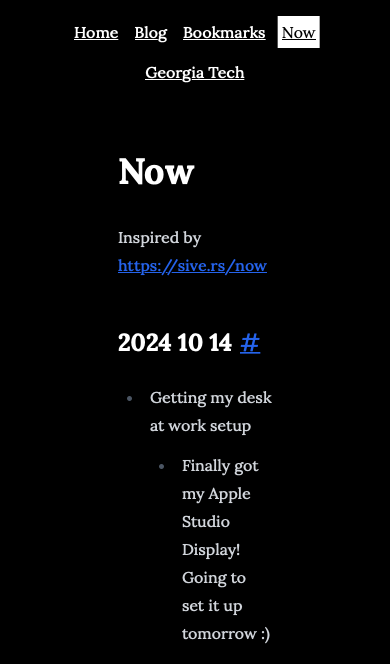 Home Blog Bookmarks Now
Georgia Tech
Now
Inspired by
https://sive.rs/now
2024 10 14 #
Getting my desk
at work setup
Finally got
my Apple
Studio
Display!
Going to
set it up
tomorrow :)